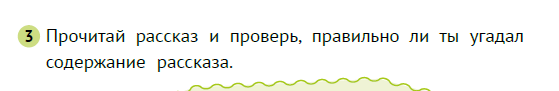 3 Прочитай рассказ и проверь, правильно ли ты угадал
содержание рассказа.